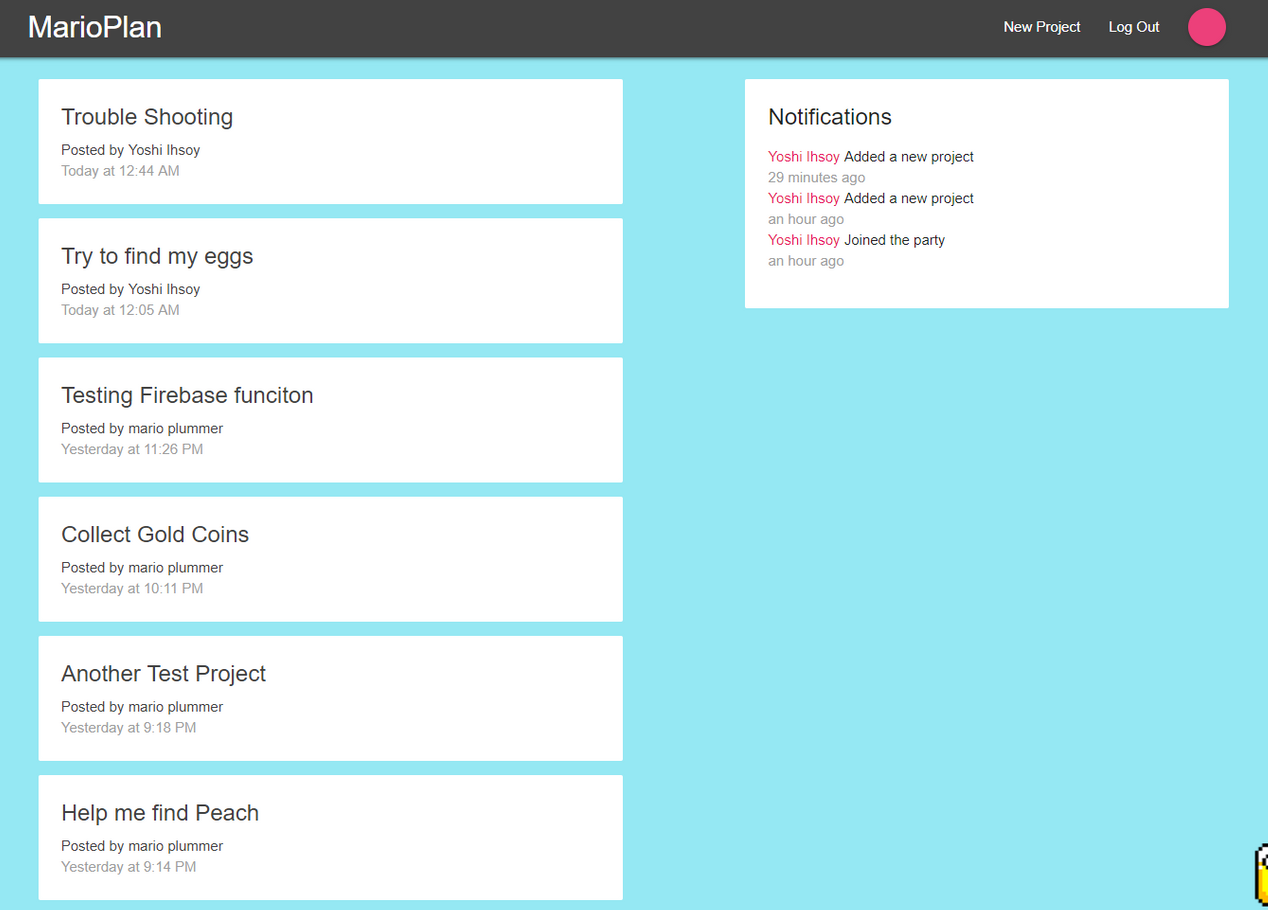 MarioPlan
New Project
Log Out
Trouble Shooting
Posted by Yoshi Ihsoy
Today at 12:44 AM
Try to find my eggs
Posted by Yoshi Ihsoy
Today at 12:05 AM
Testing Firebase funciton
Posted by mario plummer
Yesterday at 11:26 PM
Collect Gold Coins
Posted by mario plummer
Yesterday at 10:11 PM
Another Test Project
Posted by mario plummer
Yesterday at 9:18 PM
Help me find Peach
Posted by mario plummer
Yesterday at 9:14 PM
Notifications
Yoshi Ihsoy Added a new project
29 minutes ago
Yoshi Ihsoy Added a new project
an hour ago
Yoshi Ihsoy Joined the party
an hour ago